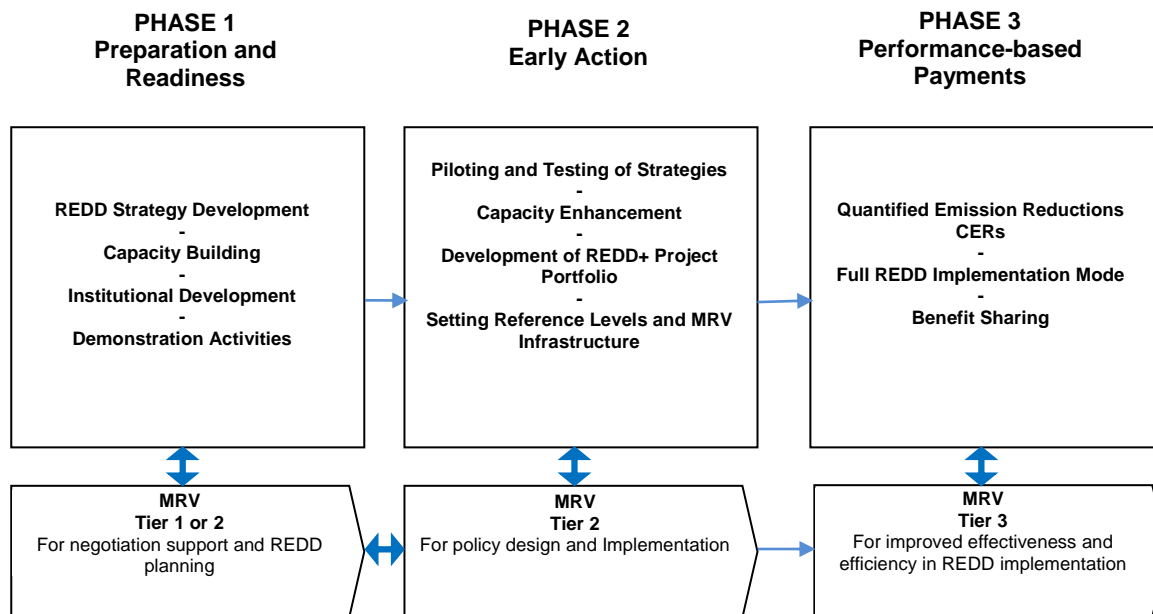 PHASE 1
Preparation and
Readiness
PHASE 2
Early Action
PHASE 3
Performance-based
Payments
REDD Strategy Development
-
Capacity Building
-
Institutional Development
-
Demonstration Activities
Piloting and Testing of Strategies
-
Capacity Enhancement
-
Development of REDD+ Project
Portfolio
-
Setting Reference Levels and MRV
Infrastructure
Quantified Emission Reductions
CERs
-
Full REDD Implementation Mode
-
Benefit Sharing
MRV
Tier 1 or 2
For negotiation support and REDD
planning
MRV
Tier 2
For policy design and Implementation
MRV
Tier 3
For improved effectiveness and
efficiency in REDD implementation